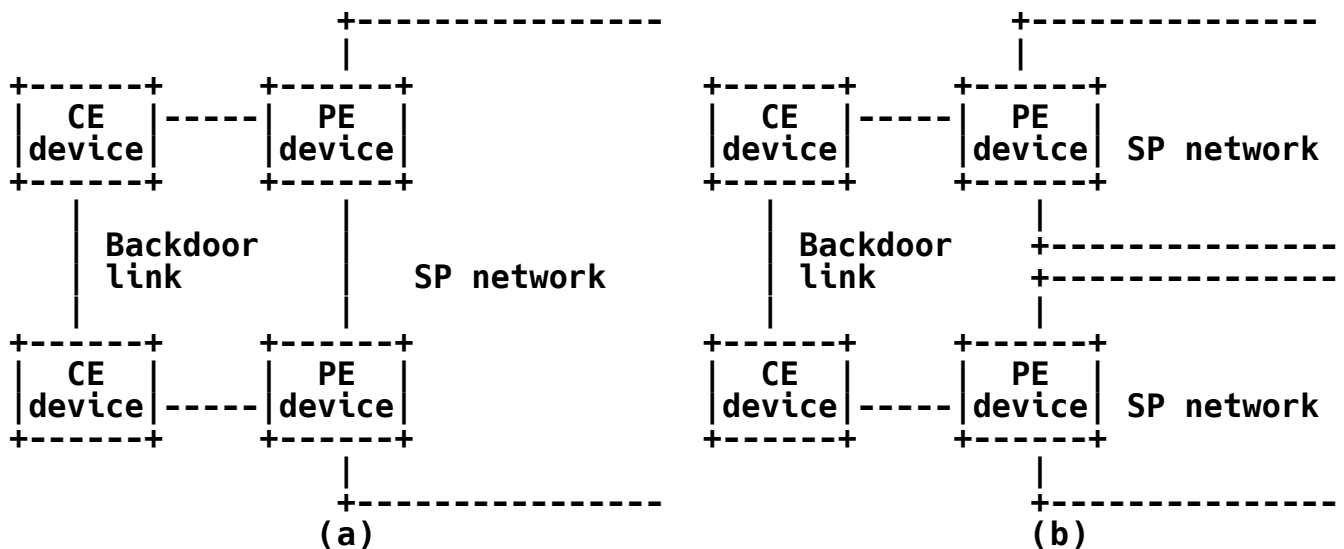 CE PE CE PE
device device device device SP network
Backdoor Backdoor
link SP network link
CE PE CE PE
device device device device SP network
(a) (b)